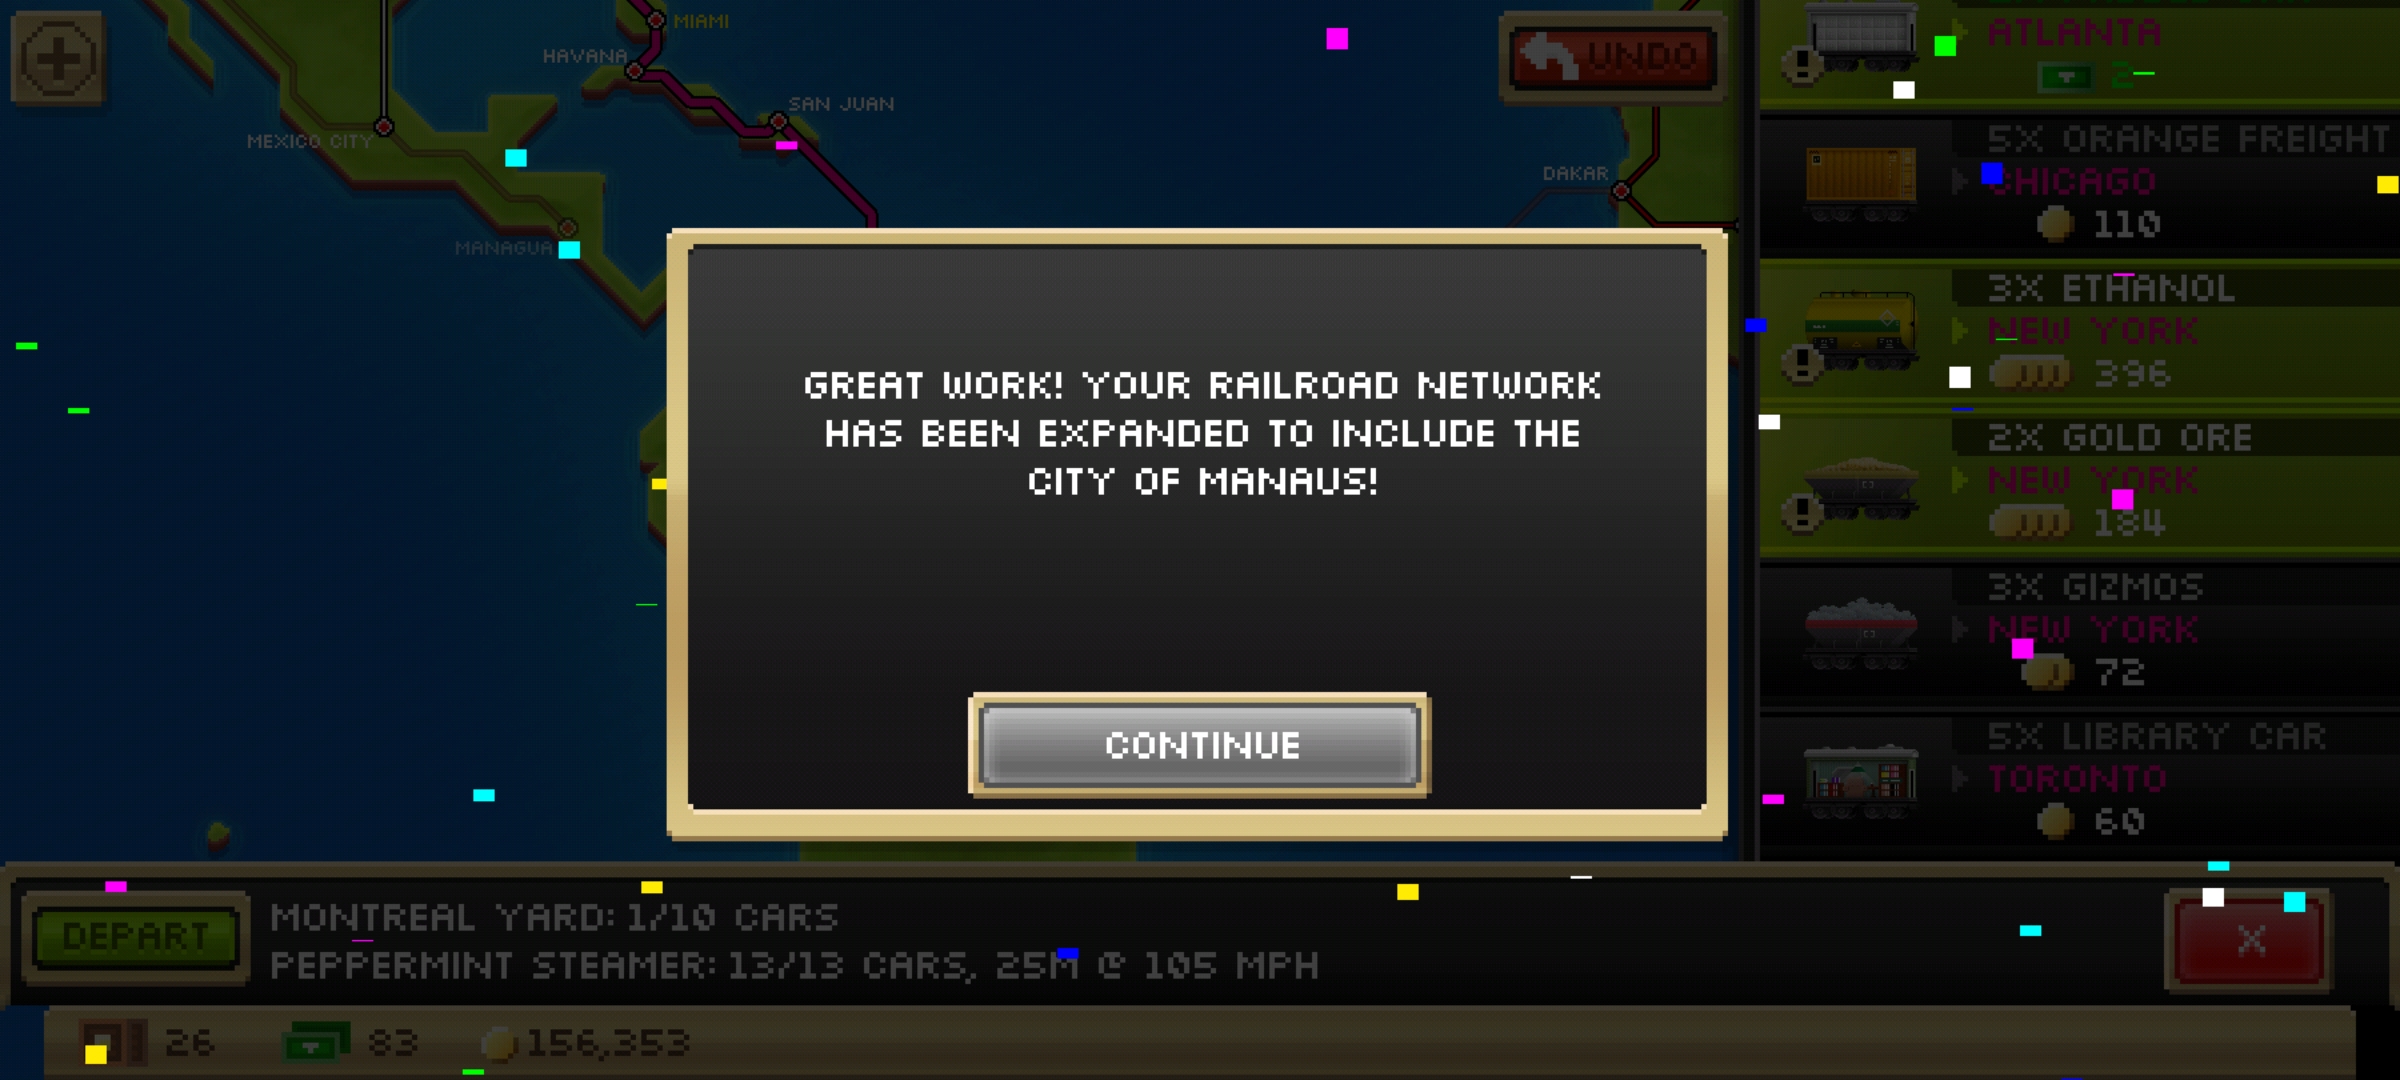 MIAMI
HAVANA
SAN JUAN
MEXICO CITY
MANAGUA
DAKAR
UNDO
ATLANTA
2
5X ORANGE FREIGHT
CHICAGO
110
3X ETHANOL
NEW YORK
396
2X GOLD ORE
NEW YORK
184
3X GIZMOS
NEW YORK
72
5X LIBRARY CAR
TORONTO
60
GREAT WORK! YOUR RAILROAD NETWORK
HAS BEEN EXPANDED TO INCLUDE THE
CITY OF MANAUS!
CONTINUE
DEPART
MONTREAL YARD: 1/10 CARS
PEPPERMINT STEAMER: 13/13 CARS, 25M @ 105 MPH
X
26
83
156,353